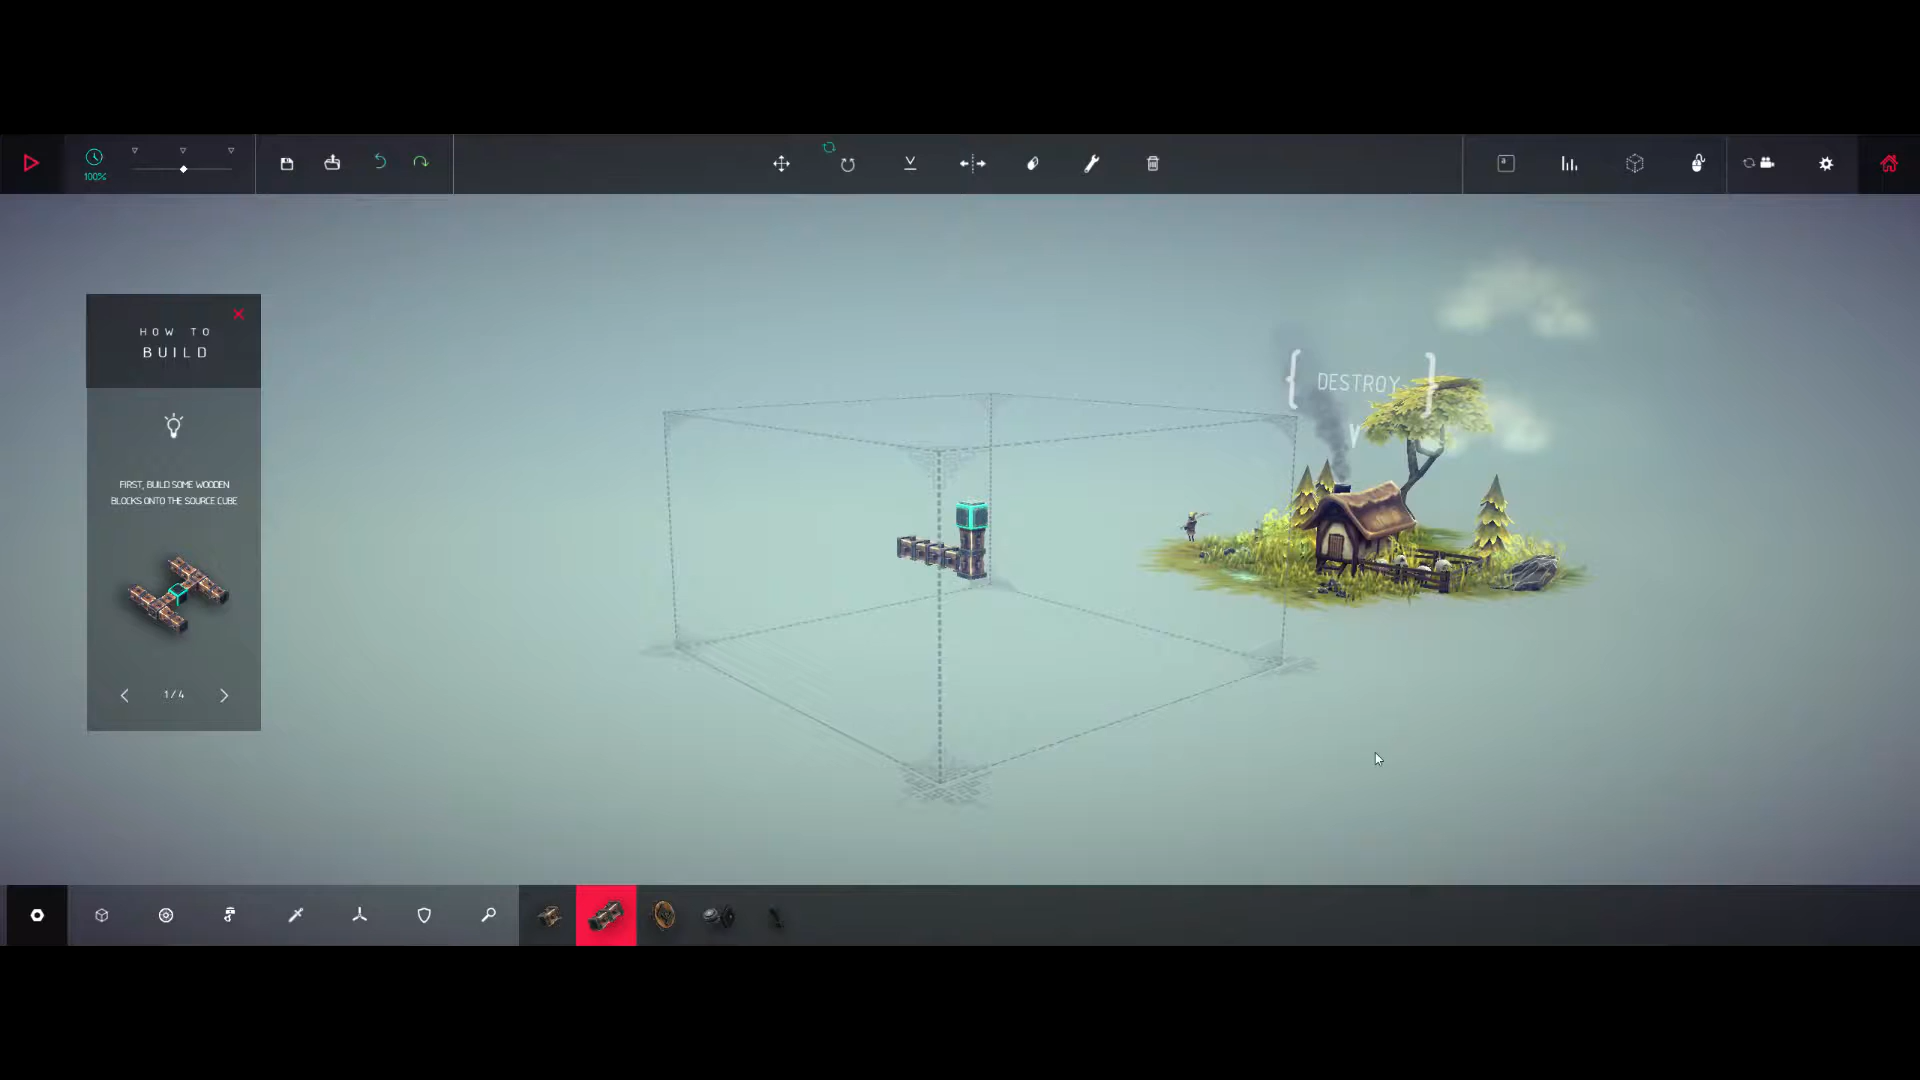 100%
HOW TO
BUILD
FIRST, BUILD SOME WOODEN
BLOCKS ONTO THE SOURCE CUBE
1/4
{ DESTROY }